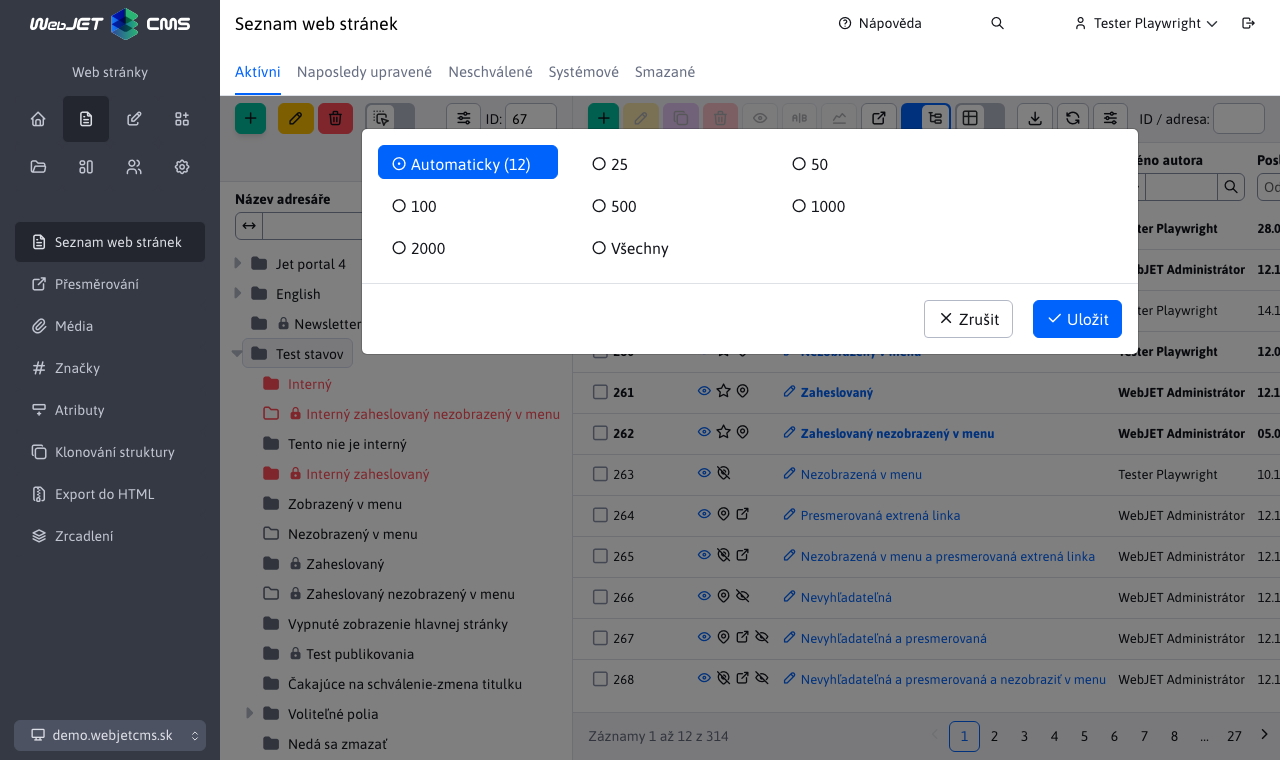 WebJET CMS
Seznam web stránek
Nápověda
Tester Playwright
Web stránky
Aktívni
Naposledy upravené
Neschválené
Systémové
Smazané
ID: 67
A|B
ID / adresa:
Automaticky (12)
25
50
100
500
1000
2000
Všechny
Zrušit
Uložit
Seznam web stránek
Přesměrování
Média
Značky
Atributy
Klonování struktury
Export do HTML
Zrcadlení
demo.webjetcms.sk
Název adresáře
Jet portal 4
English
Newsletter
Test stavov
Interný
Interný zaheslovaný nezobrazený v menu
Tento nie je interný
Interný zaheslovaný
Zobrazený v menu
Nezobrazený v menu
Zaheslovaný
Zaheslovaný nezobrazený v menu
Vypnuté zobrazenie hlavnej stránky
Test publikovania
Čakajúce na schválenie-zmena titulku
Voliteľné polia
Nedá sa zmazať
éno autora
Posl
Od
ter Playwright 28.0
bJET Administrátor 12.1
ter Playwright 14.1
Nezobrazený v menu ter Playwright 12.0
261 Zaheslovaný WebJET Administrátor 12.1
262 Zaheslovaný nezobrazený v menu WebJET Administrátor 05.0
263 Nezobrazená v menu Tester Playwright 10.1
264 Presmerovaná extrená linka WebJET Administrátor 12.1
265 Nezobrazená v menu a presmerovaná extrená linka WebJET Administrátor 12.1
266 Nevyhľadateľná WebJET Administrátor 12.1
267 Nevyhľadateľná a presmerovaná WebJET Administrátor 12.1
268 Nevyhľadateľná a presmerovaná a nezobraziť v menu WebJET Administrátor 12.1
Záznamy 1 až 12 z 314
1 2 3 4 5 6 7 8 ... 27